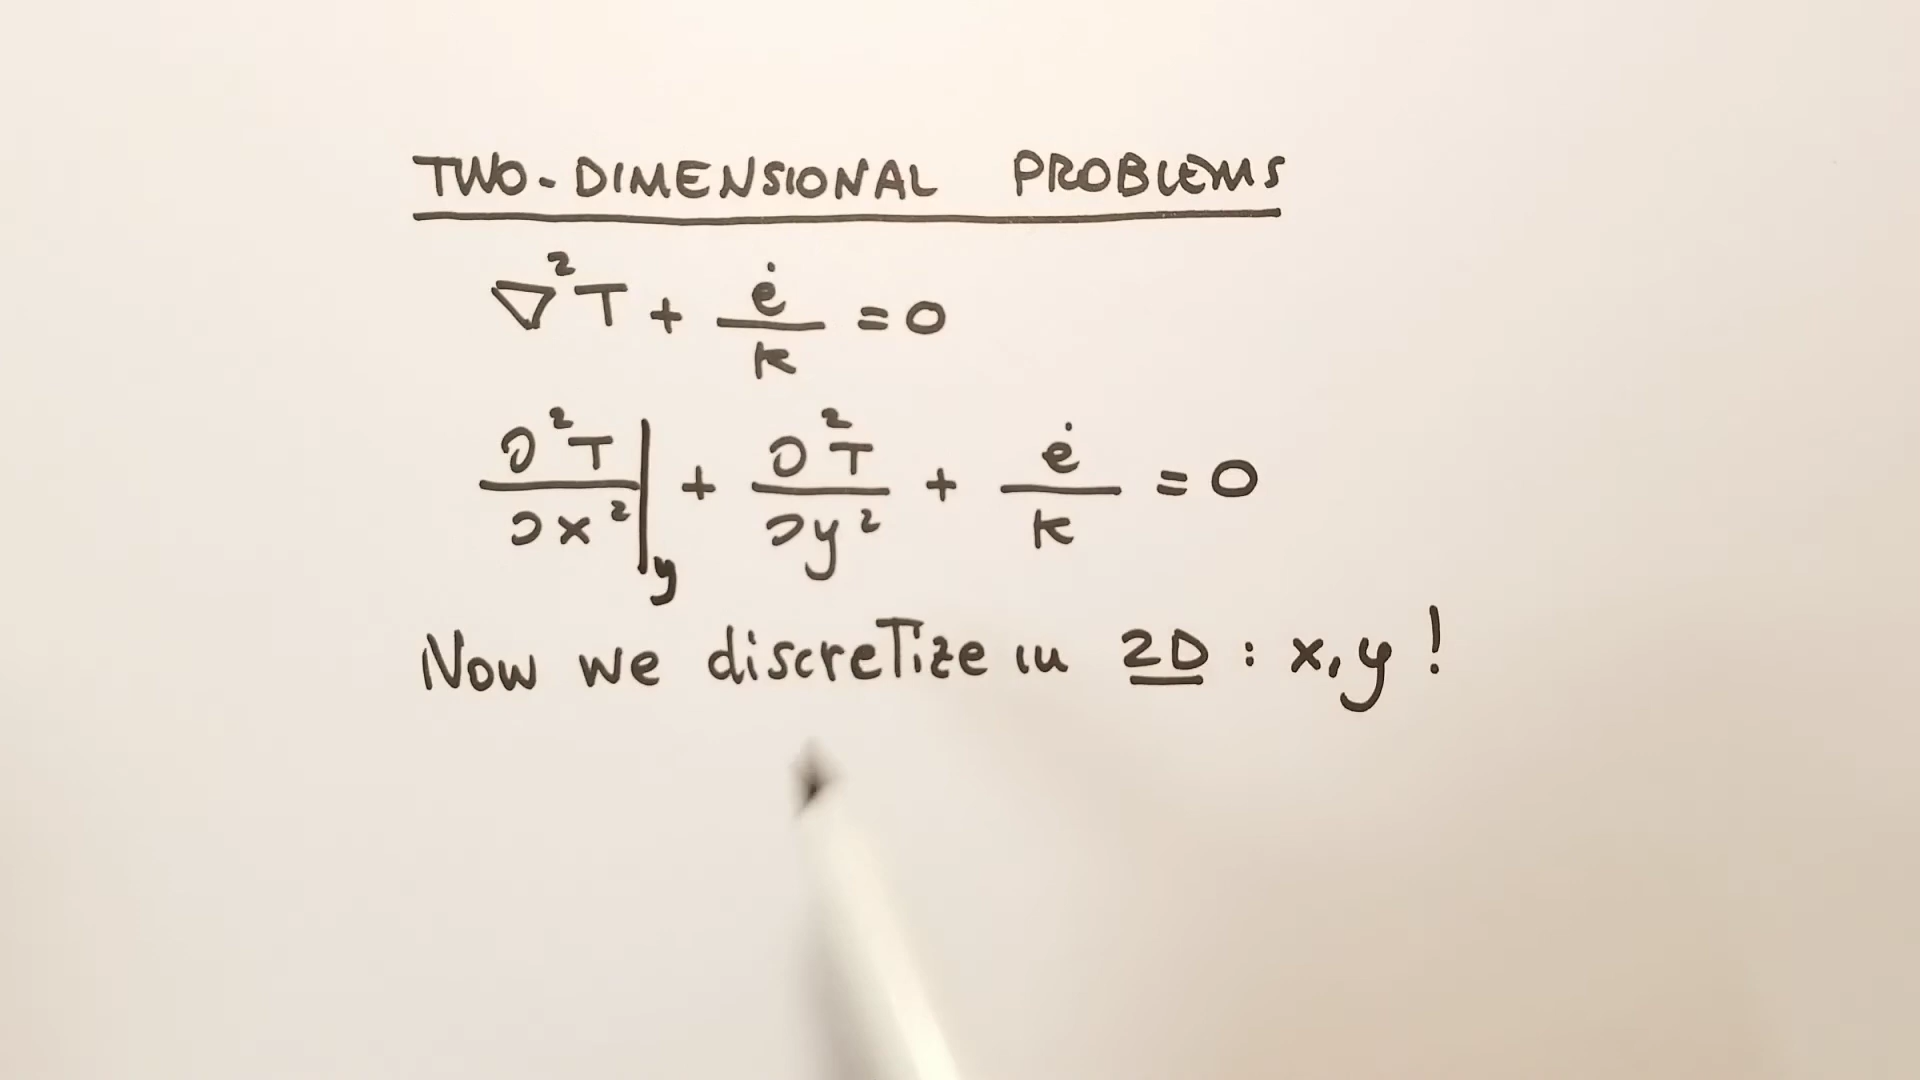 TWO-DIMENSIONAL PROBLEMS
∇²T + ė/k = 0
∂²T/∂x²|y + ∂²T/∂y² + ė/k = 0
Now we discreTize in 2D : x, y !